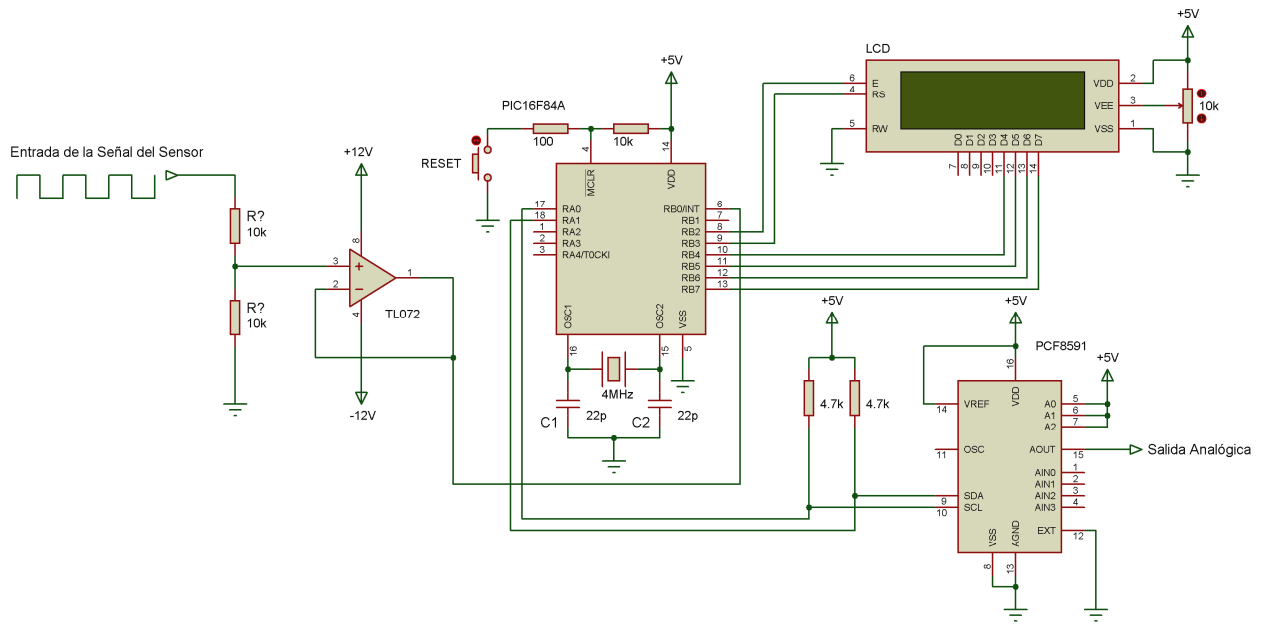 Entrada de la Señal del Sensor
R?
10k
R?
10k
+12V
8
3
+
2
−
1
4
TL072
-12V
PIC16F84A
RESET
100
10k
+5V
4
14
MCLR
VDD
17 RA0
18 RA1
1 RA2
2 RA3
3 RA4/T0CKI
RB0/INT 6
RB1 7
RB2 8
RB3 9
RB4 10
RB5 11
RB6 12
RB7 13
OSC1
OSC2
VSS
16
15
5
4MHz
C1
22p
C2
22p
LCD
6 E
4 RS
5 RW
VDD 2
VEE 3
VSS 1
D0
D1
D2
D3
D4
D5
D6
D7
7
8
9
10
11
12
13
14
+5V
10k
+5V
4.7k
4.7k
+5V
PCF8591
16
VDD
14 VREF
11 OSC
9 SDA
10 SCL
+5V
A0 5
A1 6
A2 7
AOUT 15
Salida Analógica
AIN0 1
AIN1 2
AIN2 3
AIN3 4
EXT 12
VSS
AGND
8
13